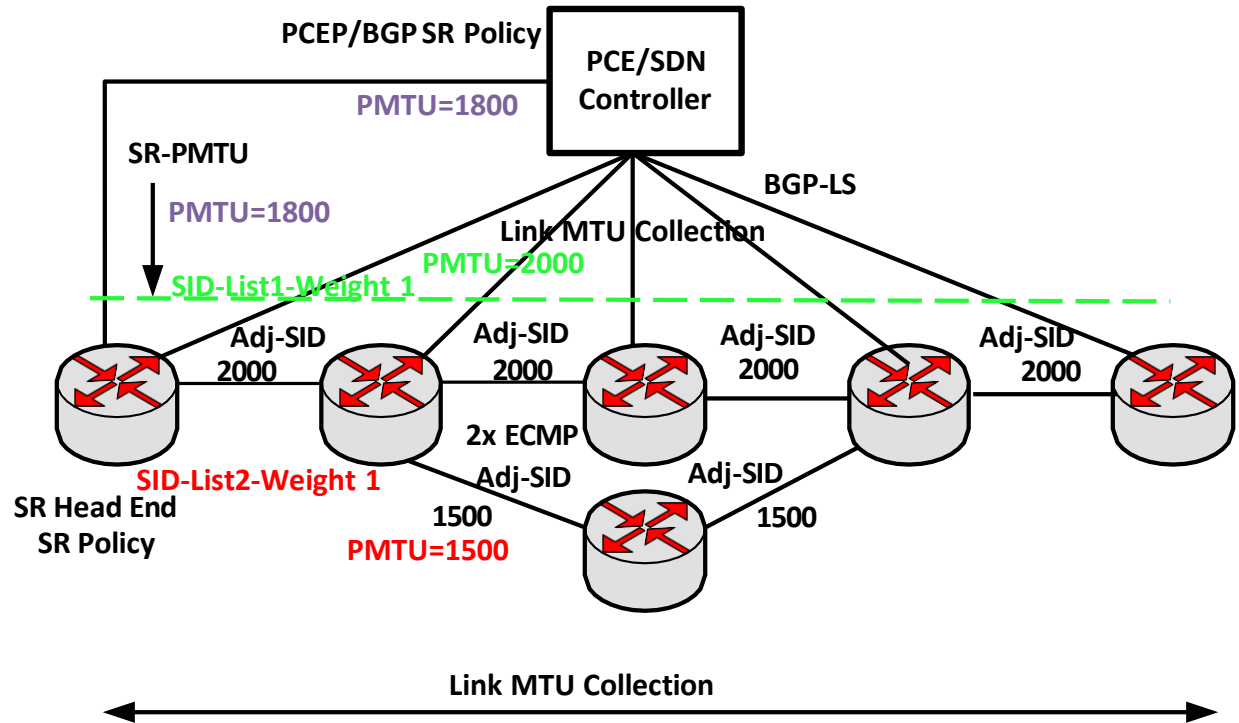 PCEP/BGP SR Policy
PCE/SDN
Controller
PMTU=1800
SR-PMTU
PMTU=1800
BGP-LS
Link MTU Collection
PMTU=2000
SID-List1-Weight 1
Adj-SID
2000
Adj-SID
2000
Adj-SID
2000
Adj-SID
2000
2x ECMP
SID-List2-Weight 1
Adj-SID
1500
Adj-SID
1500
PMTU=1500
SR Head End
SR Policy
Link MTU Collection